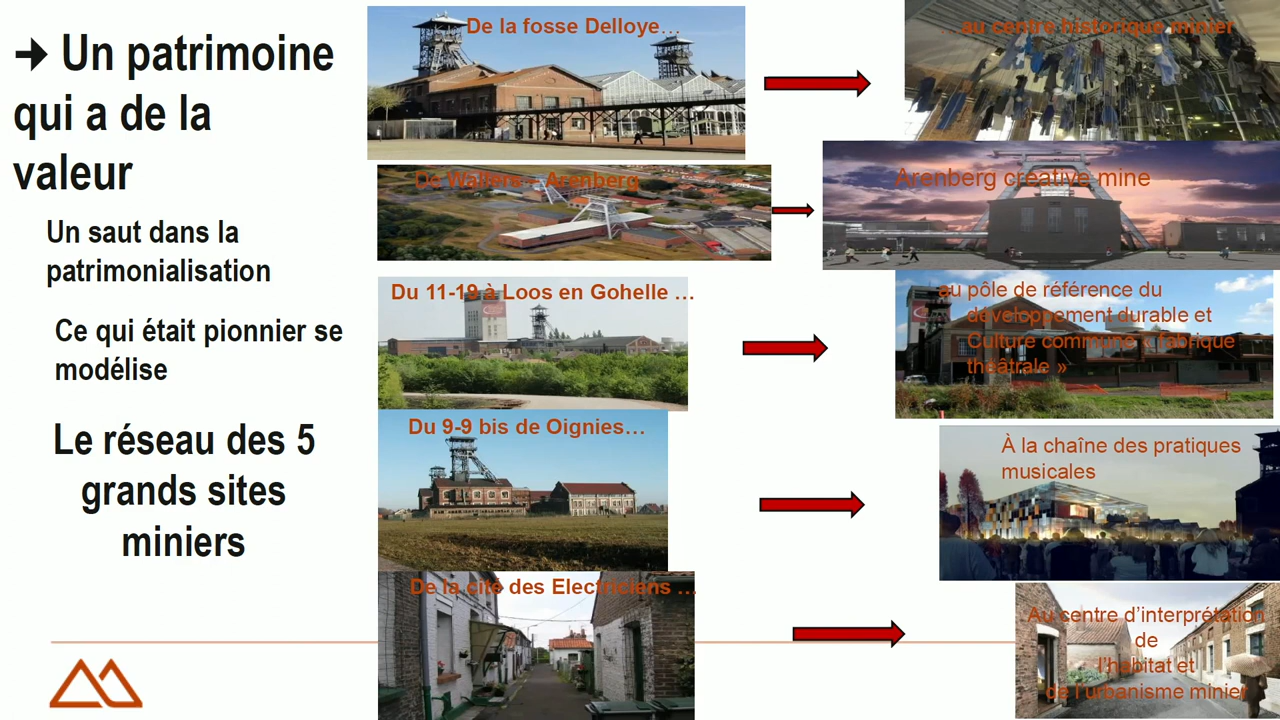 ➔ Un patrimoine
qui a de la
valeur
Un saut dans la
patrimonialisation
Ce qui était pionnier se
modélise
Le réseau des 5
grands sites
miniers
De la fosse Delloye…
… au centre historique minier
De Wallers – Arenberg
Arenberg creative mine
Du 11-19 à Loos en Gohelle …
au pôle de référence du
développement durable et
Culture commune « fabrique
théâtrale »
Du 9-9 bis de Oignies…
À la chaîne des pratiques
musicales
De la cité des Electriciens …
Au centre d'interprétation
de
l'habitat et
de l'urbanisme minier